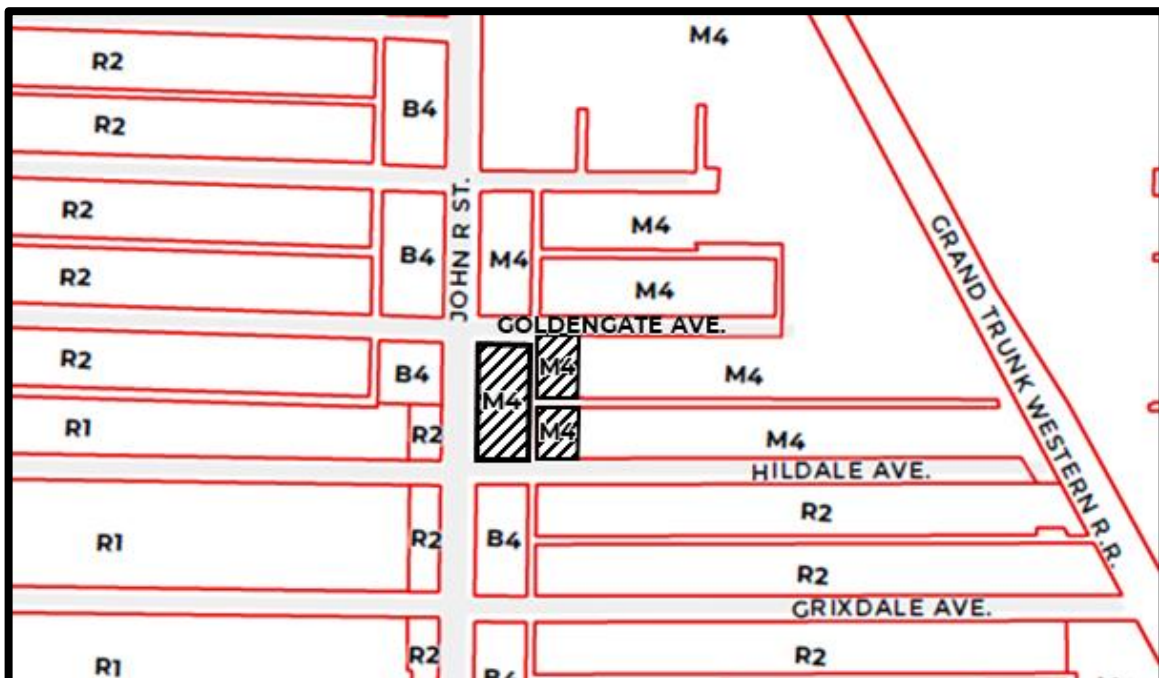 M4
R2
B4
R2
JOHN R ST.
R2
M4
B4
M4
R2
M4
GRAND TRUNK WESTERN R.R.
GOLDENGATE AVE.
R2
B4
M4
M4
M4
R1
R2
M4
M4
HILDALE AVE.
R1
R2
B4
R2
R2
GRIXDALE AVE.
R1
R2
R2